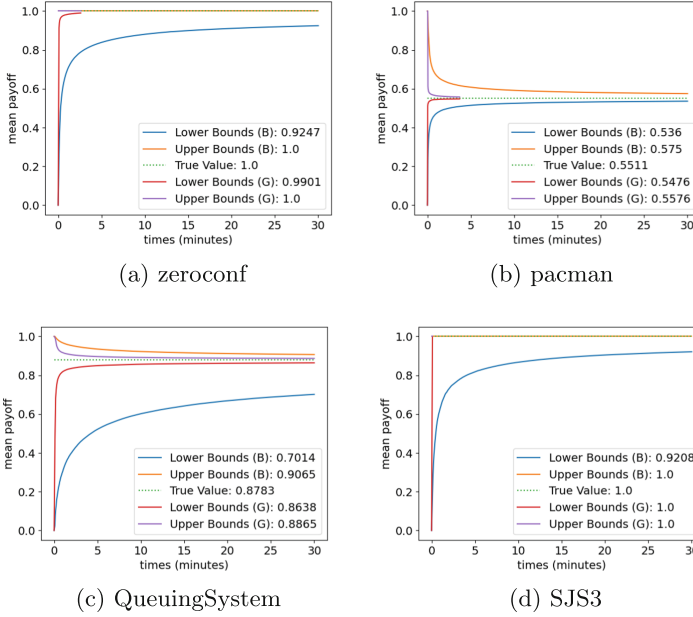 1.0
0.8
0.6
0.4
0.2
0.0
mean payoff
Lower Bounds (B): 0.9247
Upper Bounds (B): 1.0
True Value: 1.0
Lower Bounds (G): 0.9901
Upper Bounds (G): 1.0
0 5 10 15 20 25 30
times (minutes)
(a) zeroconf
1.0
0.8
0.6
0.4
0.2
0.0
mean payoff
Lower Bounds (B): 0.536
Upper Bounds (B): 0.575
True Value: 0.5511
Lower Bounds (G): 0.5476
Upper Bounds (G): 0.5576
0 5 10 15 20 25 30
times (minutes)
(b) pacman
1.0
0.8
0.6
0.4
0.2
0.0
mean payoff
Lower Bounds (B): 0.7014
Upper Bounds (B): 0.9065
True Value: 0.8783
Lower Bounds (G): 0.8638
Upper Bounds (G): 0.8865
0 5 10 15 20 25 30
times (minutes)
(c) QueuingSystem
1.0
0.8
0.6
0.4
0.2
0.0
mean payoff
Lower Bounds (B): 0.9208
Upper Bounds (B): 1.0
True Value: 1.0
Lower Bounds (G): 1.0
Upper Bounds (G): 1.0
0 5 10 15 20 25 30
times (minutes)
(d) SJS3